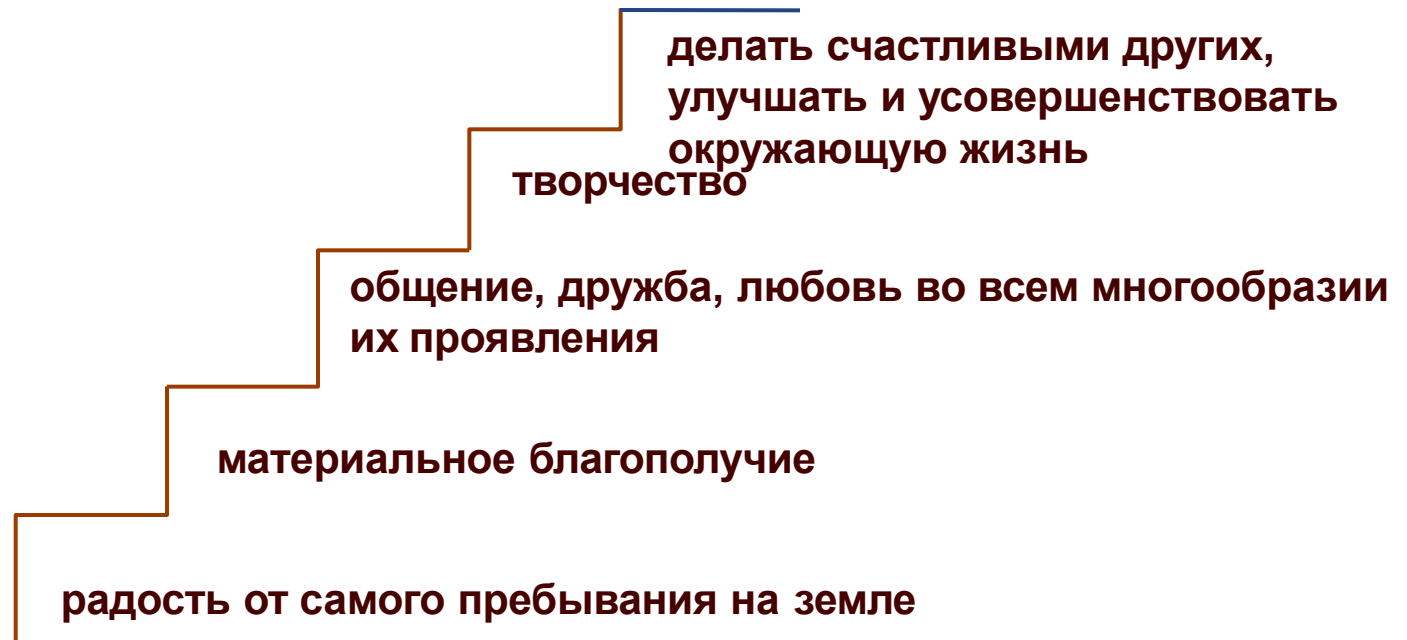 делать счастливыми других,
улучшать и усовершенствовать
окружающую жизнь
творчество
общение, дружба, любовь во всем многообразии
их проявления
материальное благополучие
радость от самого пребывания на земле